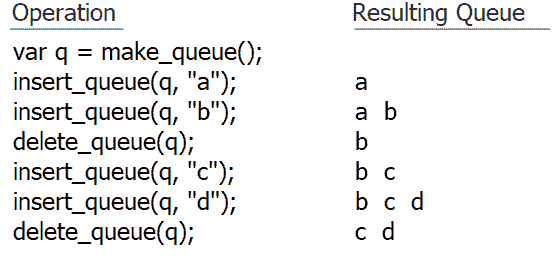 Operation Resulting Queue
var q = make_queue();
insert_queue(q, "a"); a
insert_queue(q, "b"); a b
delete_queue(q); b
insert_queue(q, "c"); b c
insert_queue(q, "d"); b c d
delete_queue(q); c d